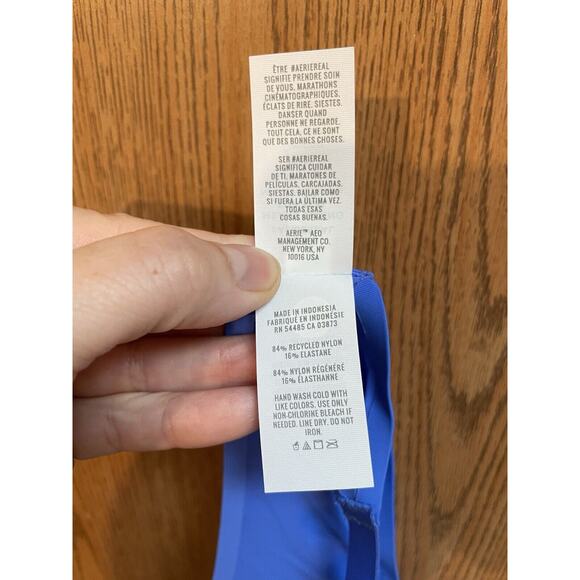 ÊTRE #AERIEREAL
SIGNIFIE PRENDRE SOIN
DE VOUS. MARATHONS
CINÉMATOGRAPHIQUES.
ÉCLATS DE RIRE. SIESTES.
DANSER QUAND
PERSONNE NE REGARDE.
TOUT CELA, CE NE SONT
QUE DES BONNES CHOSES.
SER #AERIEREAL
SIGNIFICA CUIDAR
DE TI. MARATONES DE
PELÍCULAS. CARCAJADAS.
SIESTAS. BAILAR COMO SI
FUERA LA ÚLTIMA VEZ.
TODAS ESAS
COSAS BUENAS.
AERIE™ AEO
MANAGEMENT CO.
NEW YORK, NY
10016 USA
MADE IN INDONESIA
FABRIQUÉ EN INDONÉSIE
RN 54485 CA 03873
84% RECYCLED NYLON
16% ELASTANE
84% NYLON RÉGÉNÉRÉ
16% ÉLASTHANNE
HAND WASH COLD WITH
LIKE COLORS. USE ONLY
NON-CHLORINE BLEACH IF
NEEDED. LINE DRY. DO NOT
IRON.